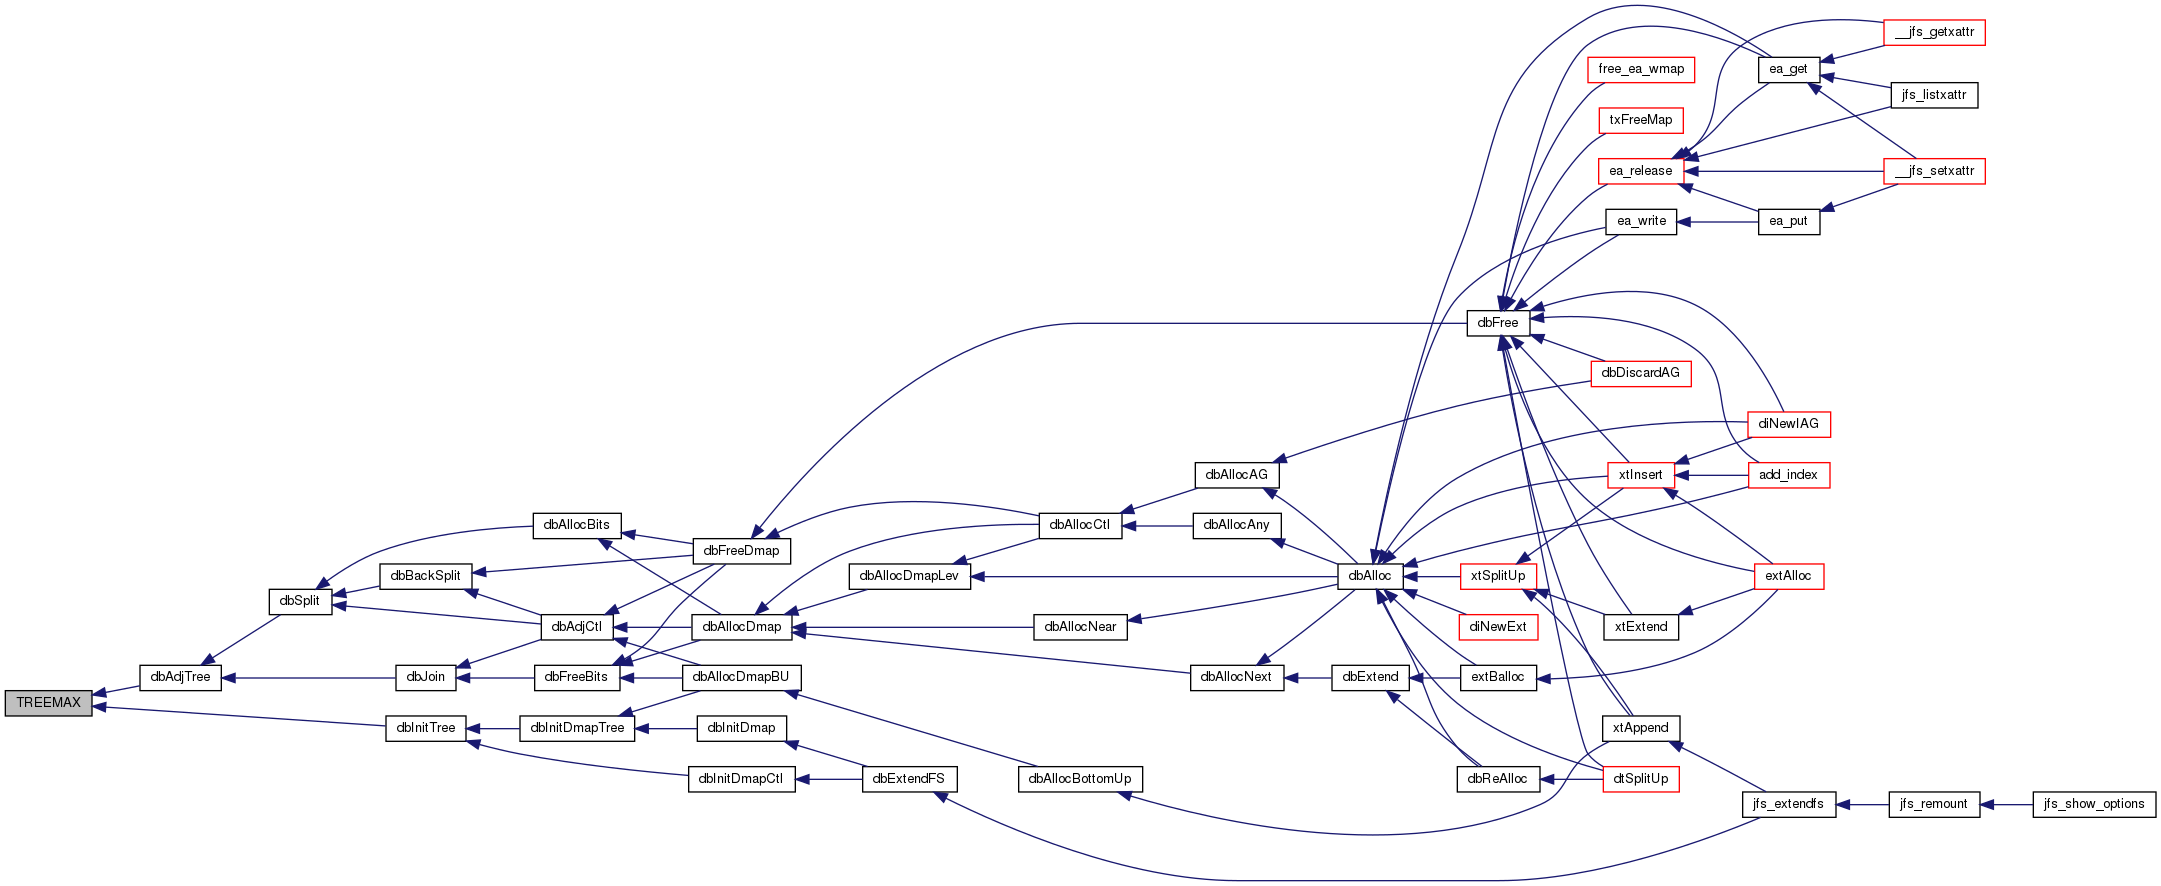 TREEMAX
dbAdjTree
dbInitTree
dbSplit
dbJoin
dbBackSplit
dbAllocBits
dbAdjCtl
dbFreeBits
dbInitDmapTree
dbFreeDmap
dbAllocDmap
dbAllocDmapBU
dbInitDmap
dbInitDmapCtl
dbAllocDmapLev
dbExtendFS
dbAllocCtl
dbAllocNear
dbAllocBottomUp
dbAllocAG
dbAllocAny
dbAllocNext
dbAlloc
dbExtend
dbFree
xtSplitUp
diNewExt
extBalloc
dbReAlloc
free_ea_wmap
txFreeMap
ea_release
ea_write
dbDiscardAG
xtInsert
xtExtend
xtAppend
dtSplitUp
ea_get
ea_put
diNewIAG
add_index
extAlloc
jfs_extendfs
__jfs_getxattr
jfs_listxattr
__jfs_setxattr
jfs_remount
jfs_show_options